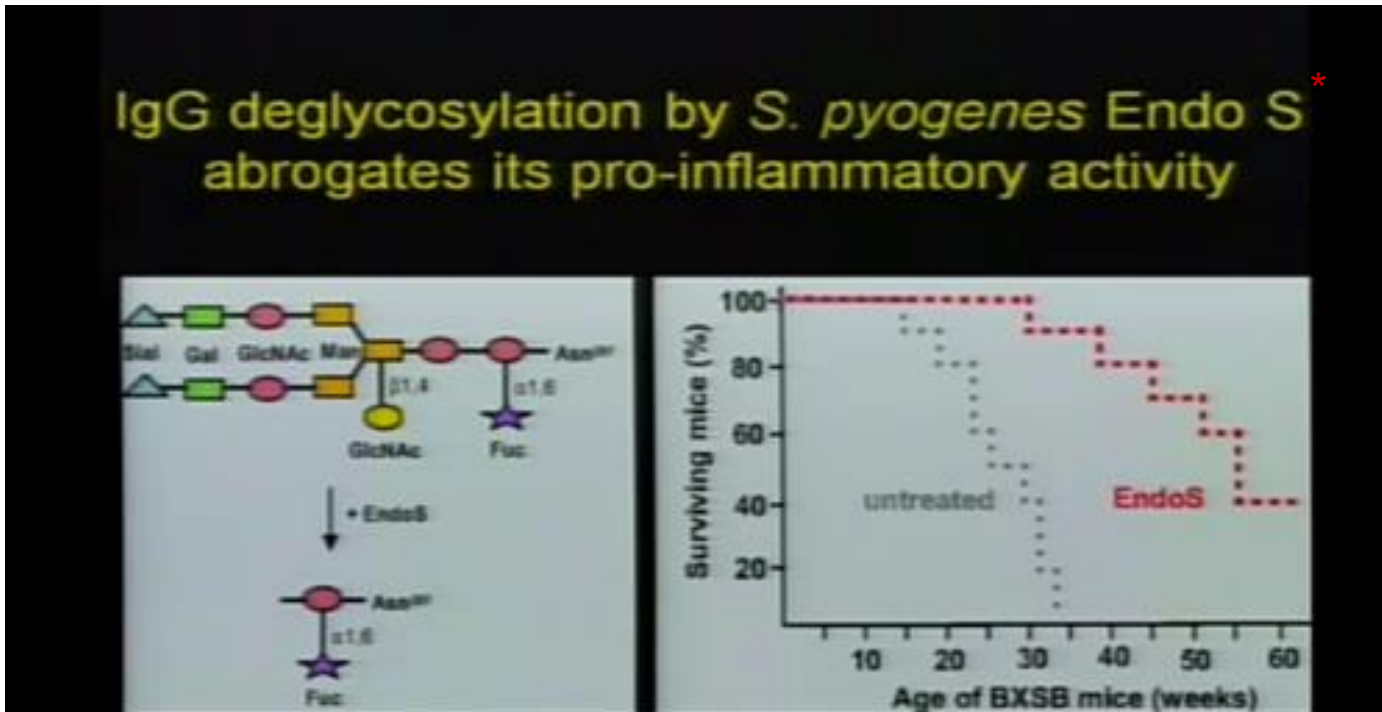 IgG deglycosylation by S. pyogenes Endo S*
abrogates its pro-inflammatory activity
Sial Gal GlcNAc Man
β1,4
α1,6
GlcNAc
Fuc
+ EndoS
α1,6
Fuc
Surviving mice (%)
100
80
60
40
20
untreated
EndoS
10 20 30 40 50 60
Age of BXSB mice (weeks)